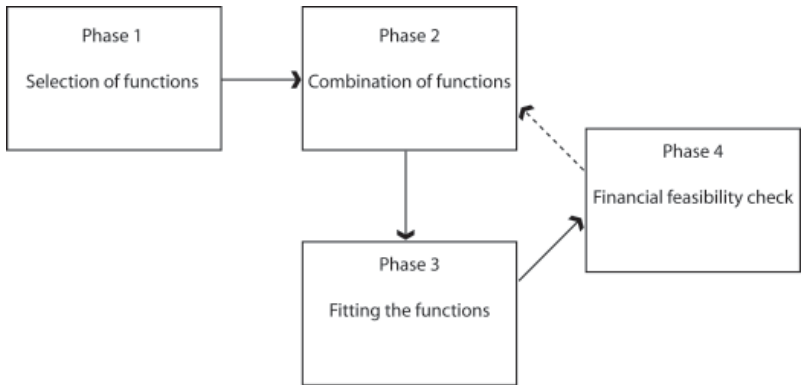 Phase 1
Selection of functions
Phase 2
Combination of functions
Phase 3
Fitting the functions
Phase 4
Financial feasibility check